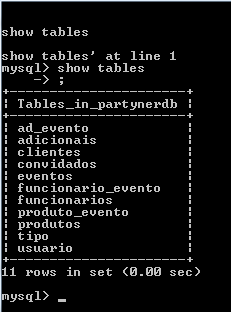 show tables
show tables' at line 1
mysql> show tables
-> ;
+-----------------------+
¦ Tables_in_partynerdb ¦
+-----------------------+
¦ ad_evento ¦
¦ adicionais ¦
¦ clientes ¦
¦ convidados ¦
¦ eventos ¦
¦ funcionario_evento ¦
¦ funcionarios ¦
¦ produto_evento ¦
¦ produtos ¦
¦ tipo ¦
¦ usuario ¦
+-----------------------+
11 rows in set (0.00 sec)
mysql> _